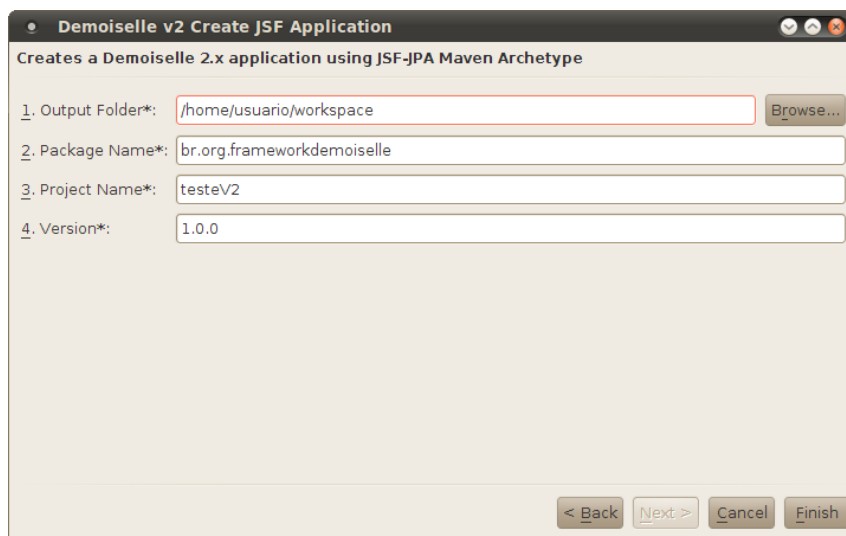 Demoiselle v2 Create JSF Application
Creates a Demoiselle 2.x application using JSF-JPA Maven Archetype
1. Output Folder*: /home/usuario/workspace Browse...
2. Package Name*: br.org.frameworkdemoiselle
3. Project Name*: testeV2
4. Version*: 1.0.0
< Back Next > Cancel Finish